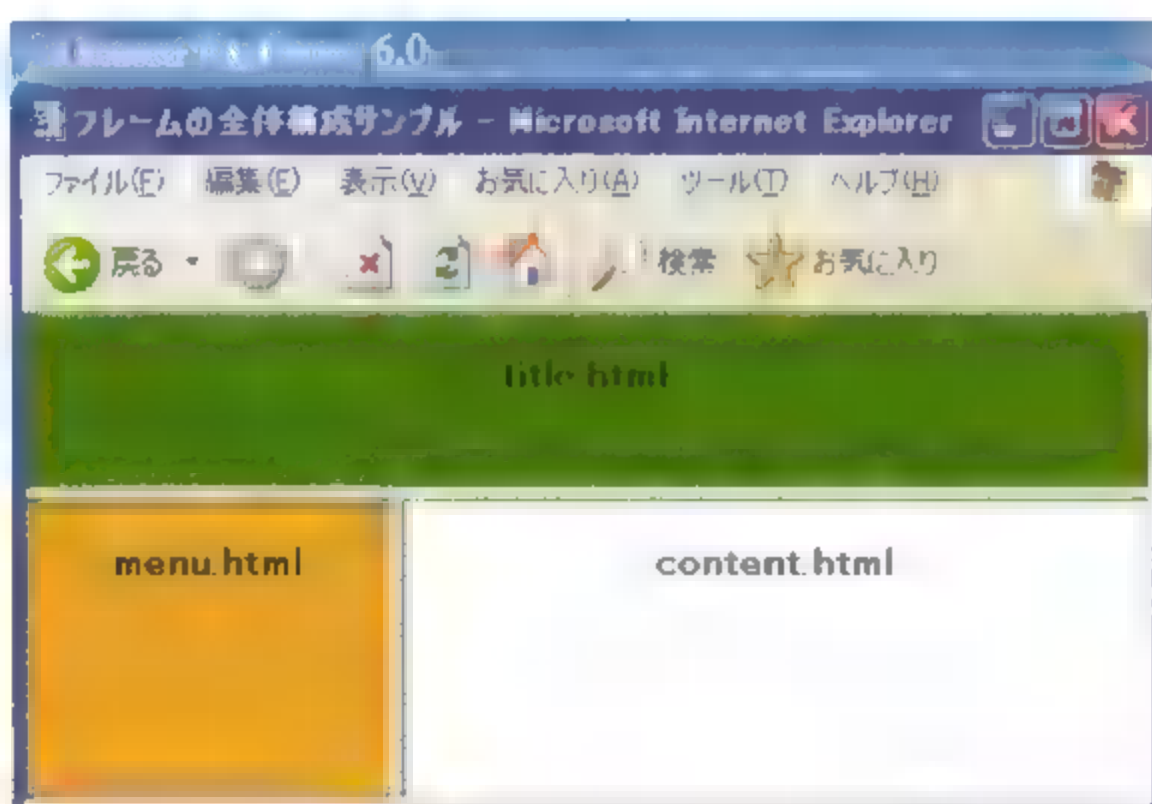 6.0
フレームの全体構成サンプル - Microsoft Internet Explorer
ファイル(F) 編集(E) 表示(V) お気に入り(A) ツール(T) ヘルプ(H)
戻る 検索 お気に入り
title.html
menu.html content.html